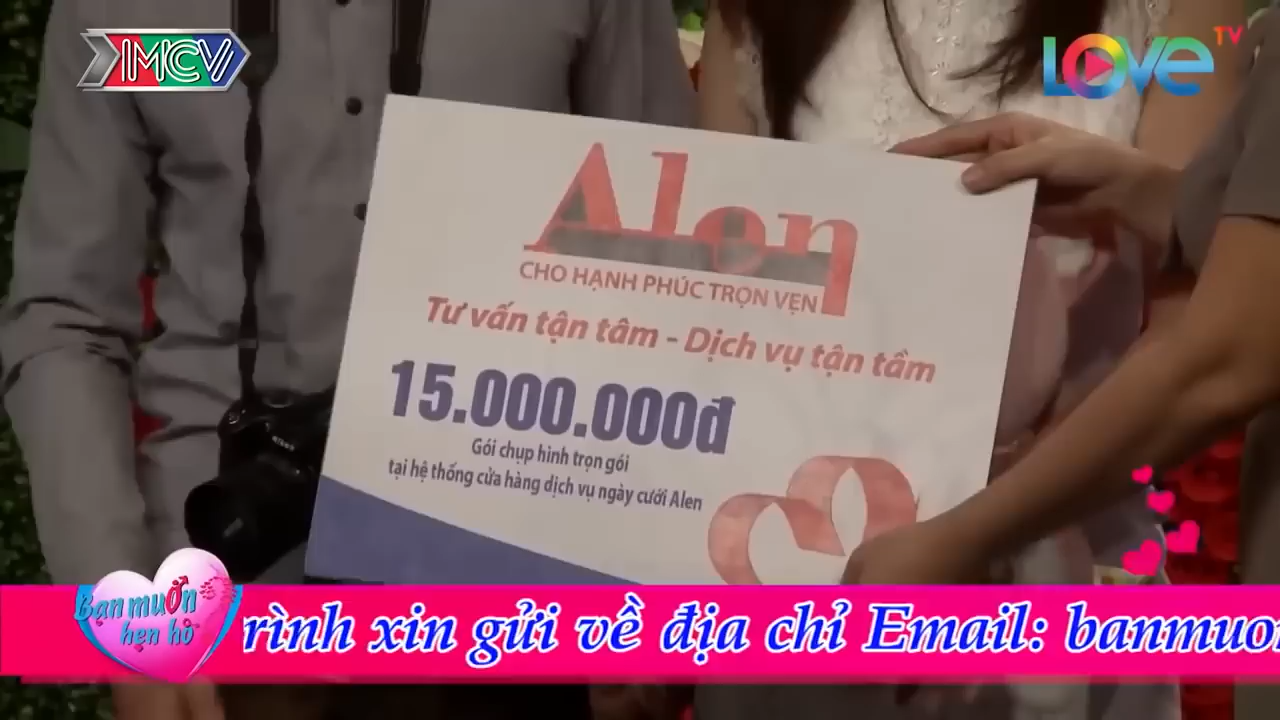 MCV
LOVE TV
Alen
CHO HẠNH PHÚC TRỌN VẸN
Tư vấn tận tâm - Dịch vụ tận tầm
15.000.000đ
Gói chụp hình trọn gói
tại hệ thống cửa hàng dịch vụ ngày cưới Alen
Bạn muốn
hẹn hò
rình xin gửi về địa chỉ Email: banmuon